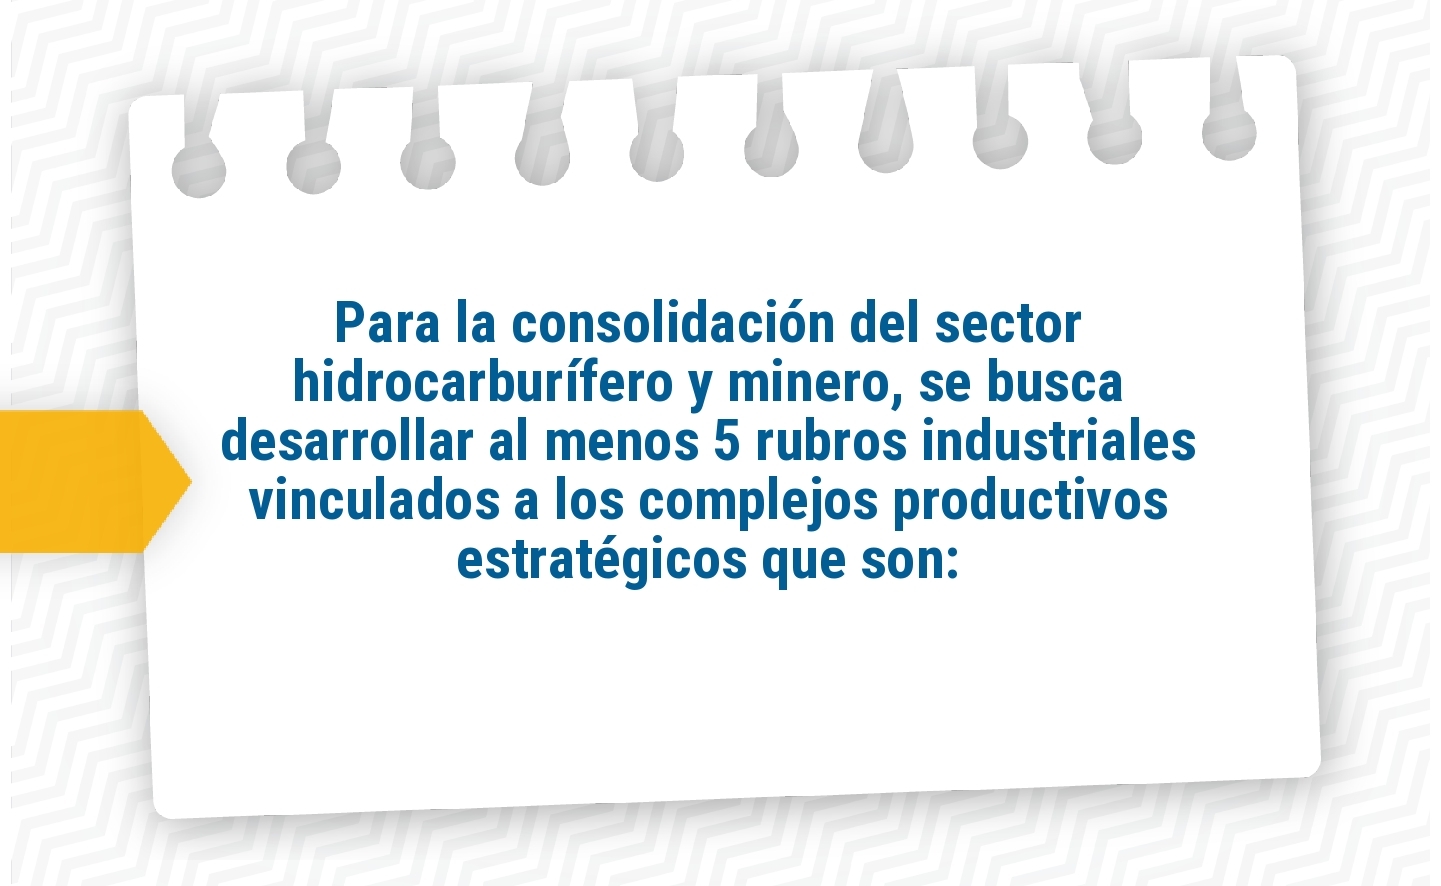 Para la consolidación del sector
hidrocarburífero y minero, se busca
desarrollar al menos 5 rubros industriales
vinculados a los complejos productivos
estratégicos que son: